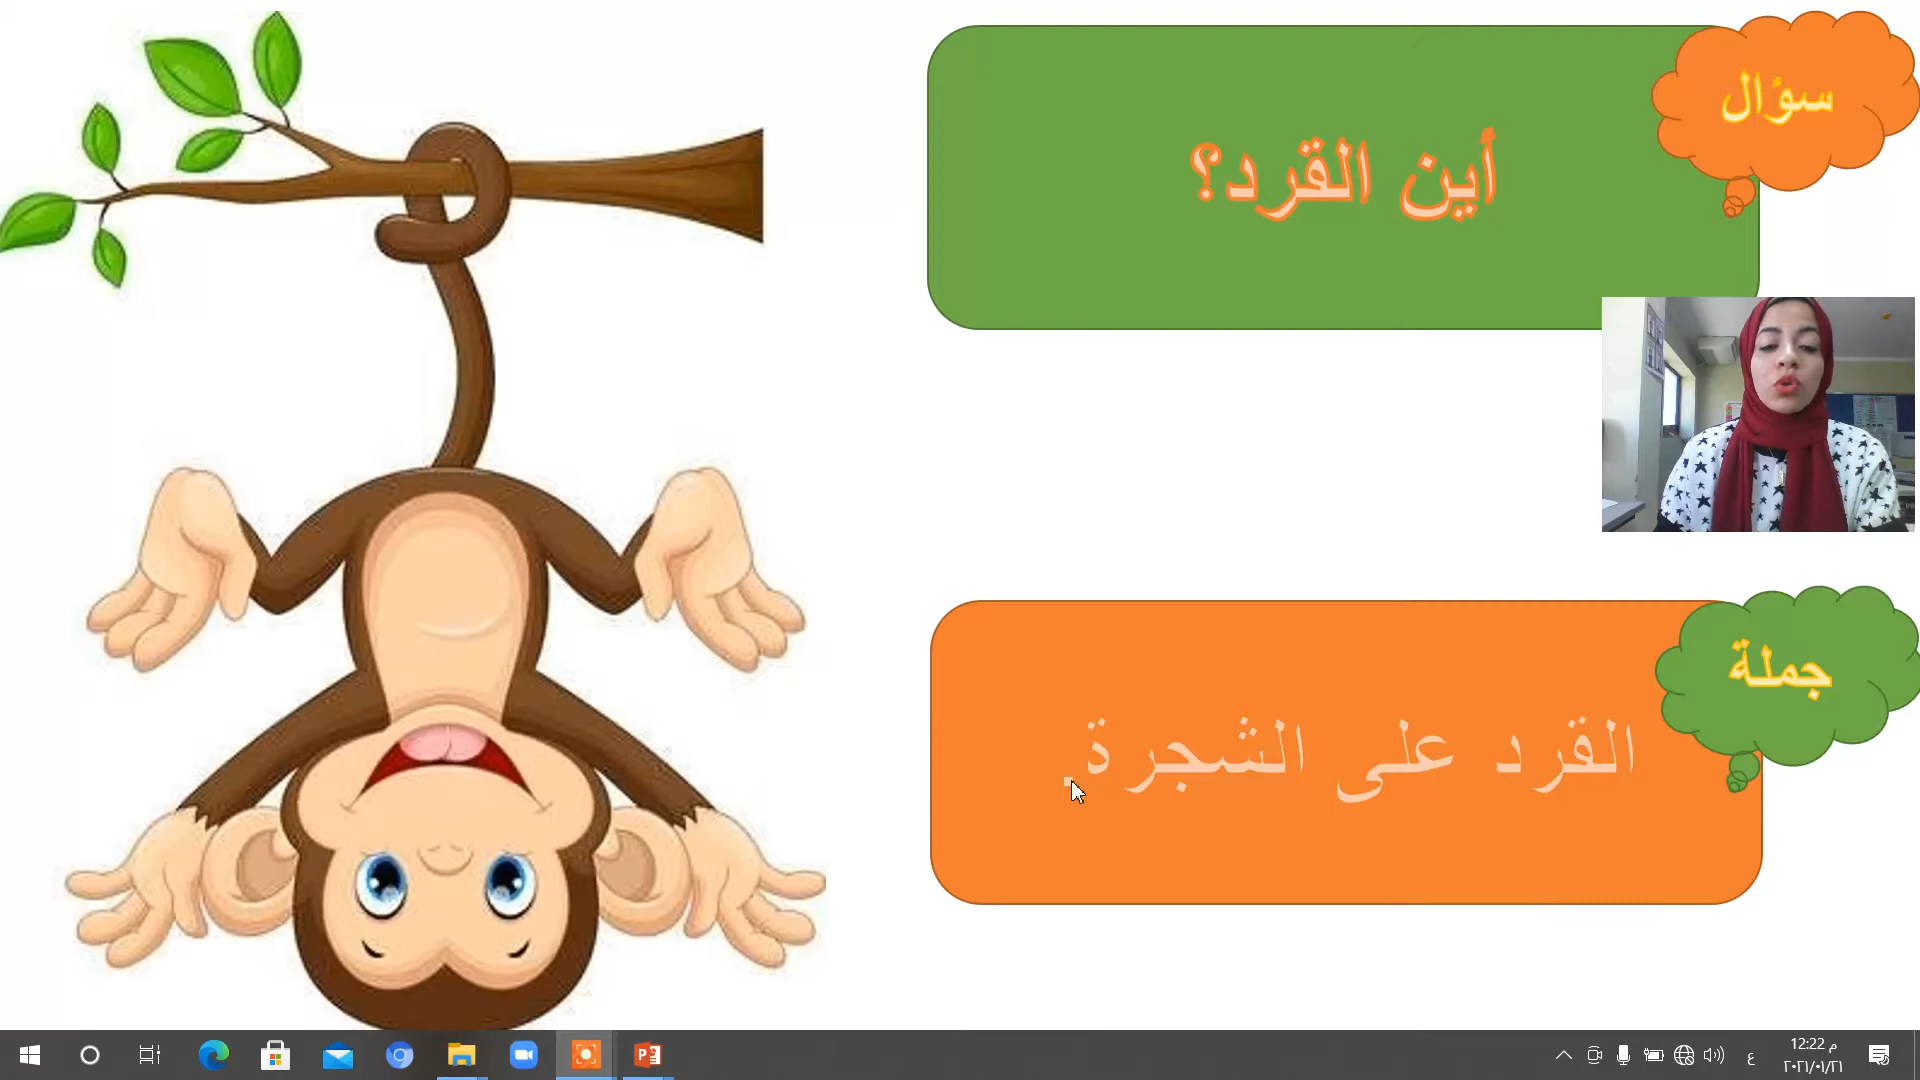 سؤال
أين القرد؟
جملة
القرد على الشجرة.
ع
12:22 م
٢٠٢١/٠١/٢١